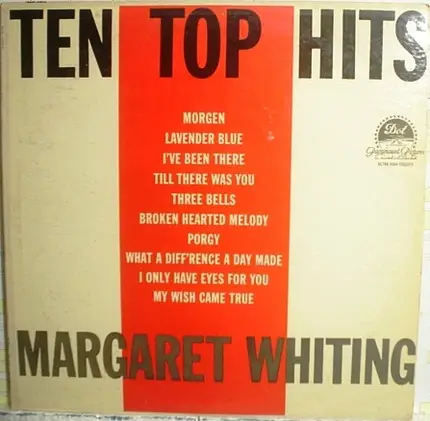 TEN TOP HITS
MORGEN
LAVENDER BLUE
I'VE BEEN THERE
TILL THERE WAS YOU
THREE BELLS
BROKEN HEARTED MELODY
PORGY
WHAT A DIFF'RENCE A DAY MADE
I ONLY HAVE EYES FOR YOU
MY WISH CAME TRUE
Dot
MARGARET WHITING